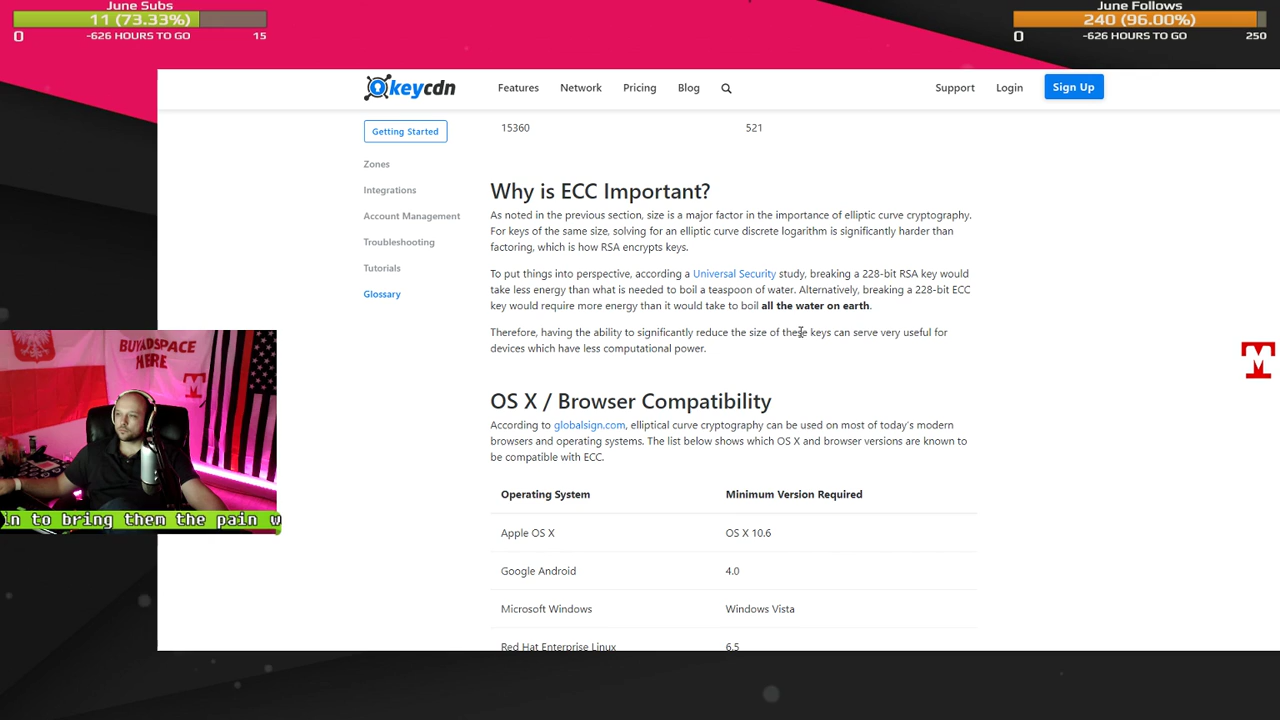 June Subs
11 (73.33%)
0
-626 HOURS TO GO
15
June Follows
240 (96.00%)
0
-626 HOURS TO GO
250
keycdn
Features
Network
Pricing
Blog
Support
Login
Sign Up
Getting Started
Zones
Integrations
Account Management
Troubleshooting
Tutorials
Glossary
15360
521
Why is ECC Important?
As noted in the previous section, size is a major factor in the importance of elliptic curve cryptography.
For keys of the same size, solving for an elliptic curve discrete logarithm is significantly harder than
factoring, which is how RSA encrypts keys.
To put things into perspective, according a Universal Security study, breaking a 228-bit RSA key would
take less energy than what is needed to boil a teaspoon of water. Alternatively, breaking a 228-bit ECC
key would require more energy than it would take to boil all the water on earth.
Therefore, having the ability to significantly reduce the size of these keys can serve very useful for
devices which have less computational power.
OS X / Browser Compatibility
According to globalsign.com, elliptical curve cryptography can be used on most of today's modern
browsers and operating systems. The list below shows which OS X and browser versions are known to
be compatible with ECC.
Operating System
Minimum Version Required
Apple OS X
OS X 10.6
Google Android
4.0
Microsoft Windows
Windows Vista
Red Hat Enterprise Linux
6.5
BUY ADSPACE
HERE
in to bring them the pain w
M